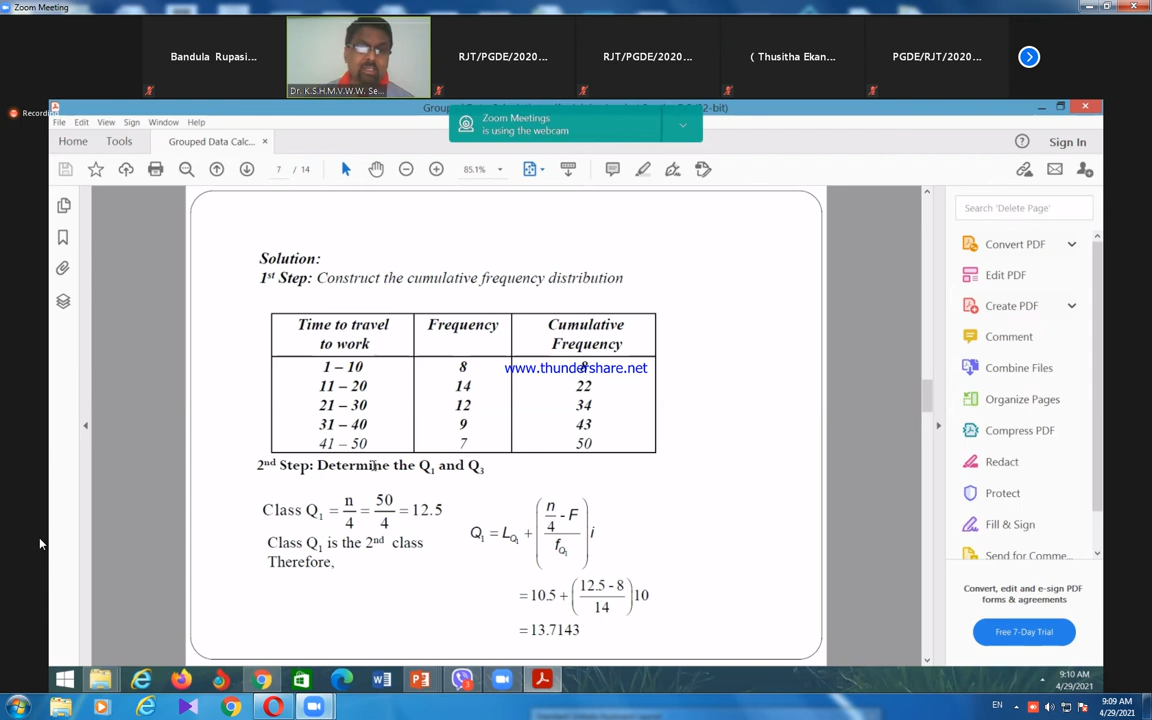 Zoom Meeting
Bandula Rupasi...
RJT/PGDE/2020...
RJT/PGDE/2020...
( Thusitha Ekan...
PGDE/RJT/2020...
Dr. K.S.H.M.V.W.W. Se...
Recording
Zoom Meetings
is using the webcam
File Edit View Sign Window Help
Home Tools Grouped Data Calc... ×
Sign In
7 / 14
85.1%
Search 'Delete Page'
Convert PDF
Edit PDF
Create PDF
Comment
Combine Files
Organize Pages
Compress PDF
Redact
Protect
Fill & Sign
Send for Comme...
Convert, edit and e-sign PDF
forms & agreements
Free 7-Day Trial
Solution:
1st Step: Construct the cumulative frequency distribution
Time to travel to work Frequency Cumulative Frequency
1 – 10 8 8
www.thundershare.net
11 – 20 14 22
21 – 30 12 34
31 – 40 9 43
41 – 50 7 50
2nd Step: Determine the Q1 and Q3
Class Q1 = n/4 = 50/4 = 12.5
Class Q1 is the 2nd class
Therefore,
Q1 = LQ1 + ( (n/4 - F) / fQ1 ) i
= 10.5 + ( (12.5 - 8) / 14 ) 10
= 13.7143
9:10 AM
4/29/2021
EN
9:09 AM
4/29/2021